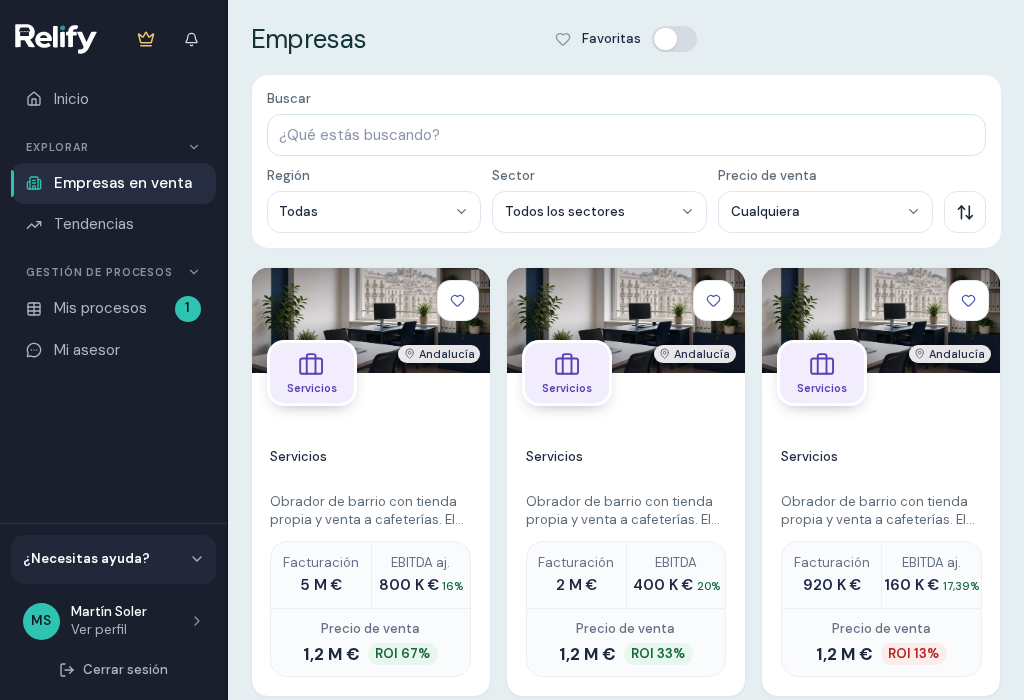 Relify
Inicio
EXPLORAR
Empresas en venta
Tendencias
GESTIÓN DE PROCESOS
Mis procesos 1
Mi asesor
¿Necesitas ayuda?
MS
Martín Soler
Ver perfil
Cerrar sesión
Empresas
Favoritas
Buscar
¿Qué estás buscando?
Región
Todas
Sector
Todos los sectores
Precio de venta
Cualquiera
Andalucía
Servicios
Servicios
Obrador de barrio con tienda
propia y venta a cafeterías. El...
Facturación
5 M €
EBITDA aj.
800 K € 16%
Precio de venta
1,2 M € ROI 67%
Andalucía
Servicios
Servicios
Obrador de barrio con tienda
propia y venta a cafeterías. El...
Facturación
2 M €
EBITDA
400 K € 20%
Precio de venta
1,2 M € ROI 33%
Andalucía
Servicios
Servicios
Obrador de barrio con tienda
propia y venta a cafeterías. El...
Facturación
920 K €
EBITDA aj.
160 K € 17,39%
Precio de venta
1,2 M € ROI 13%